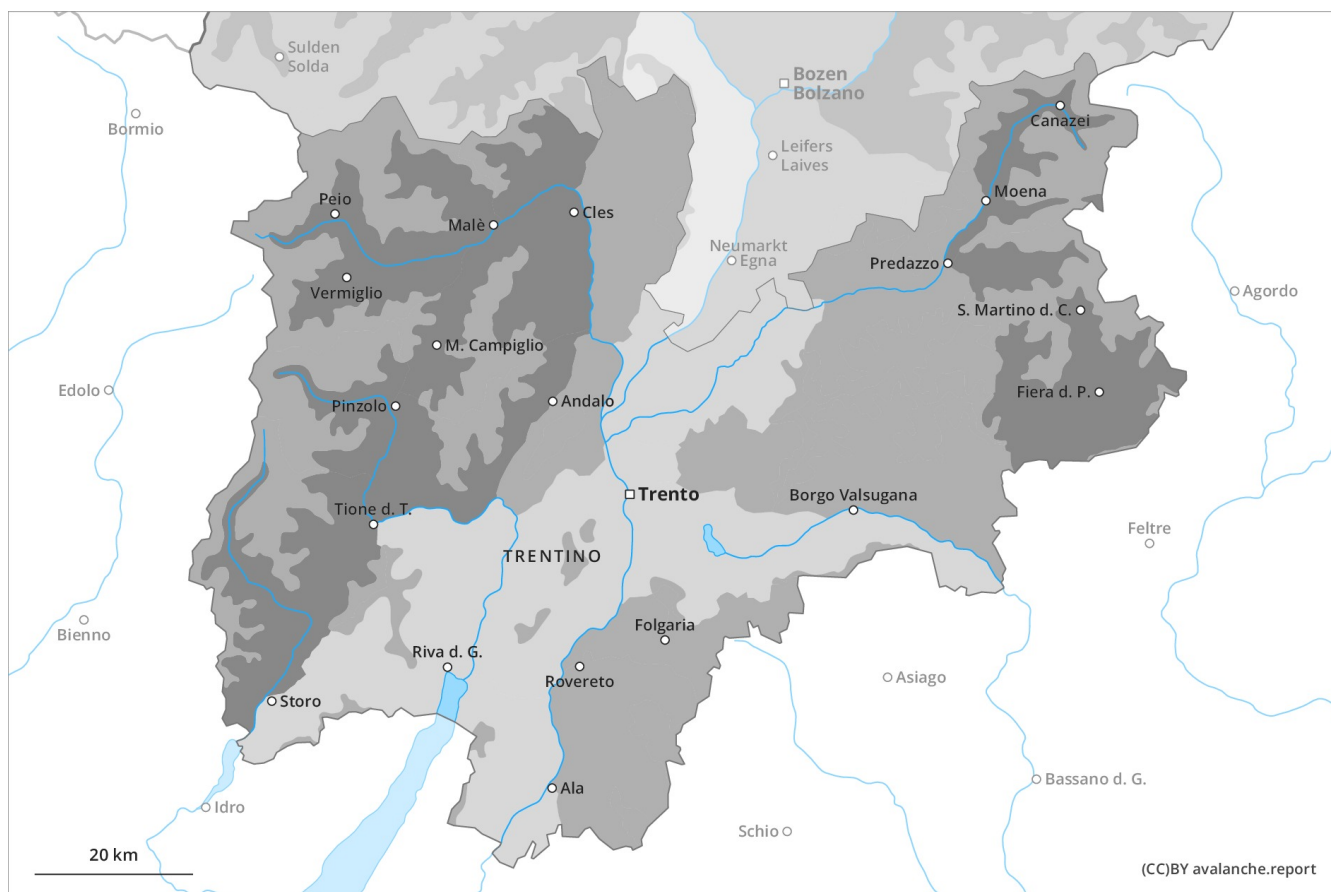 Sulden
Solda
Bozen
Bolzano
Bormio
Canazei
Leifers
Laives
Peio
Moena
Malè
Cles
Neumarkt
Egna
Predazzo
Vermiglio
Agordo
S. Martino d. C.
M. Campiglio
Edolo
Fiera d. P.
Pinzolo
Andalo
Trento
Borgo Valsugana
Tione d. T.
Feltre
TRENTINO
Bienno
Folgaria
Riva d. G.
Rovereto
Asiago
Storo
Bassano d. G.
Ala
Idro
Schio
20 km
(CC)BY avalanche.report